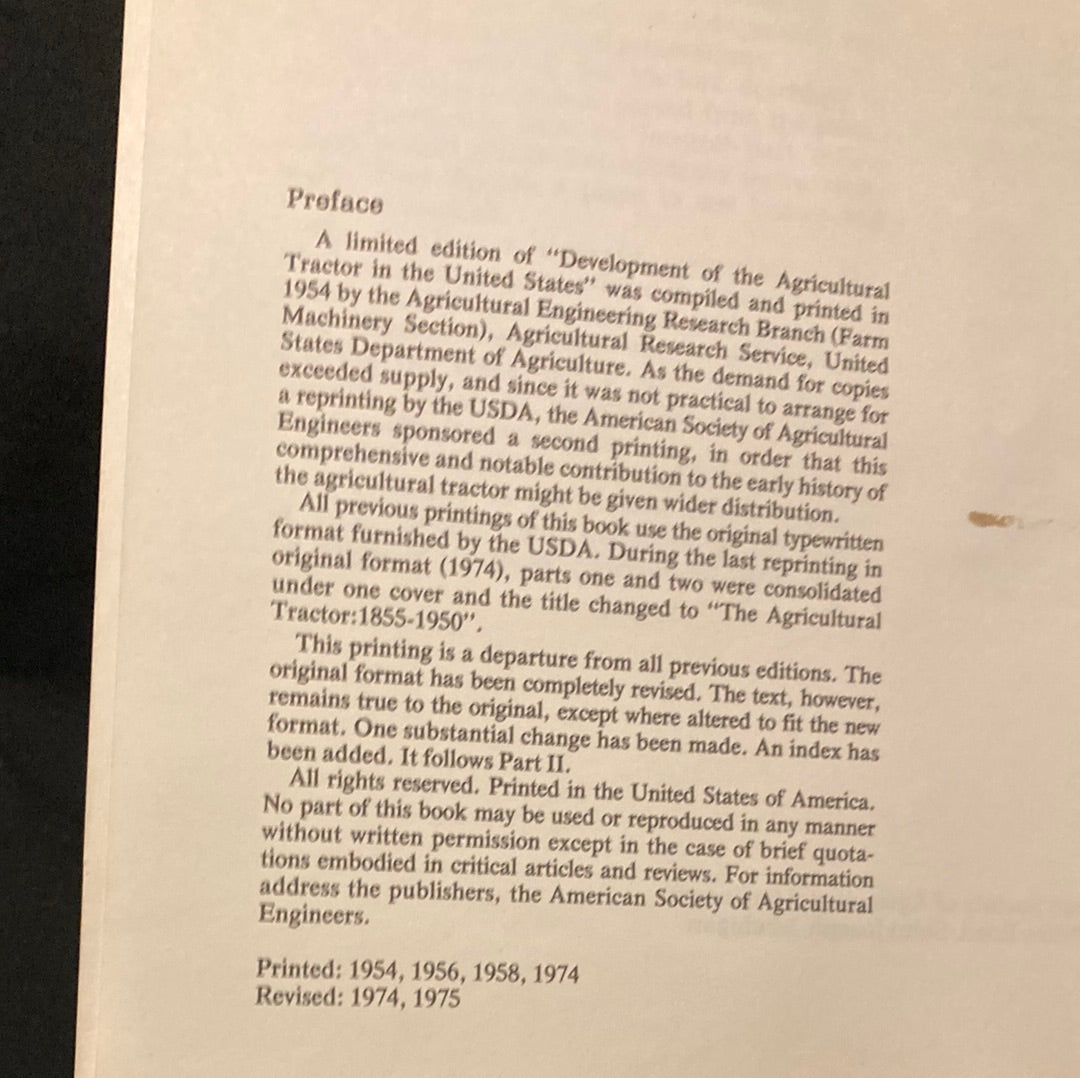 Preface
A limited edition of "Development of the Agricultural
Tractor in the United States" was compiled and printed in
1954 by the Agricultural Engineering Research Branch (Farm
Machinery Section), Agricultural Research Service, United
States Department of Agriculture. As the demand for copies
exceeded supply, and since it was not practical to arrange for
a reprinting by the USDA, the American Society of Agricultural
Engineers sponsored a second printing, in order that this
comprehensive and notable contribution to the early history of
the agricultural tractor might be given wider distribution.
All previous printings of this book use the original typewritten
format furnished by the USDA. During the last reprinting in
original format (1974), parts one and two were consolidated
under one cover and the title changed to "The Agricultural
Tractor:1855-1950".
This printing is a departure from all previous editions. The
original format has been completely revised. The text, however,
remains true to the original, except where altered to fit the new
format. One substantial change has been made. An index has
been added. It follows Part II.
All rights reserved. Printed in the United States of America.
No part of this book may be used or reproduced in any manner
without written permission except in the case of brief quota-
tions embodied in critical articles and reviews. For information
address the publishers, the American Society of Agricultural
Engineers.
Printed: 1954, 1956, 1958, 1974
Revised: 1974, 1975